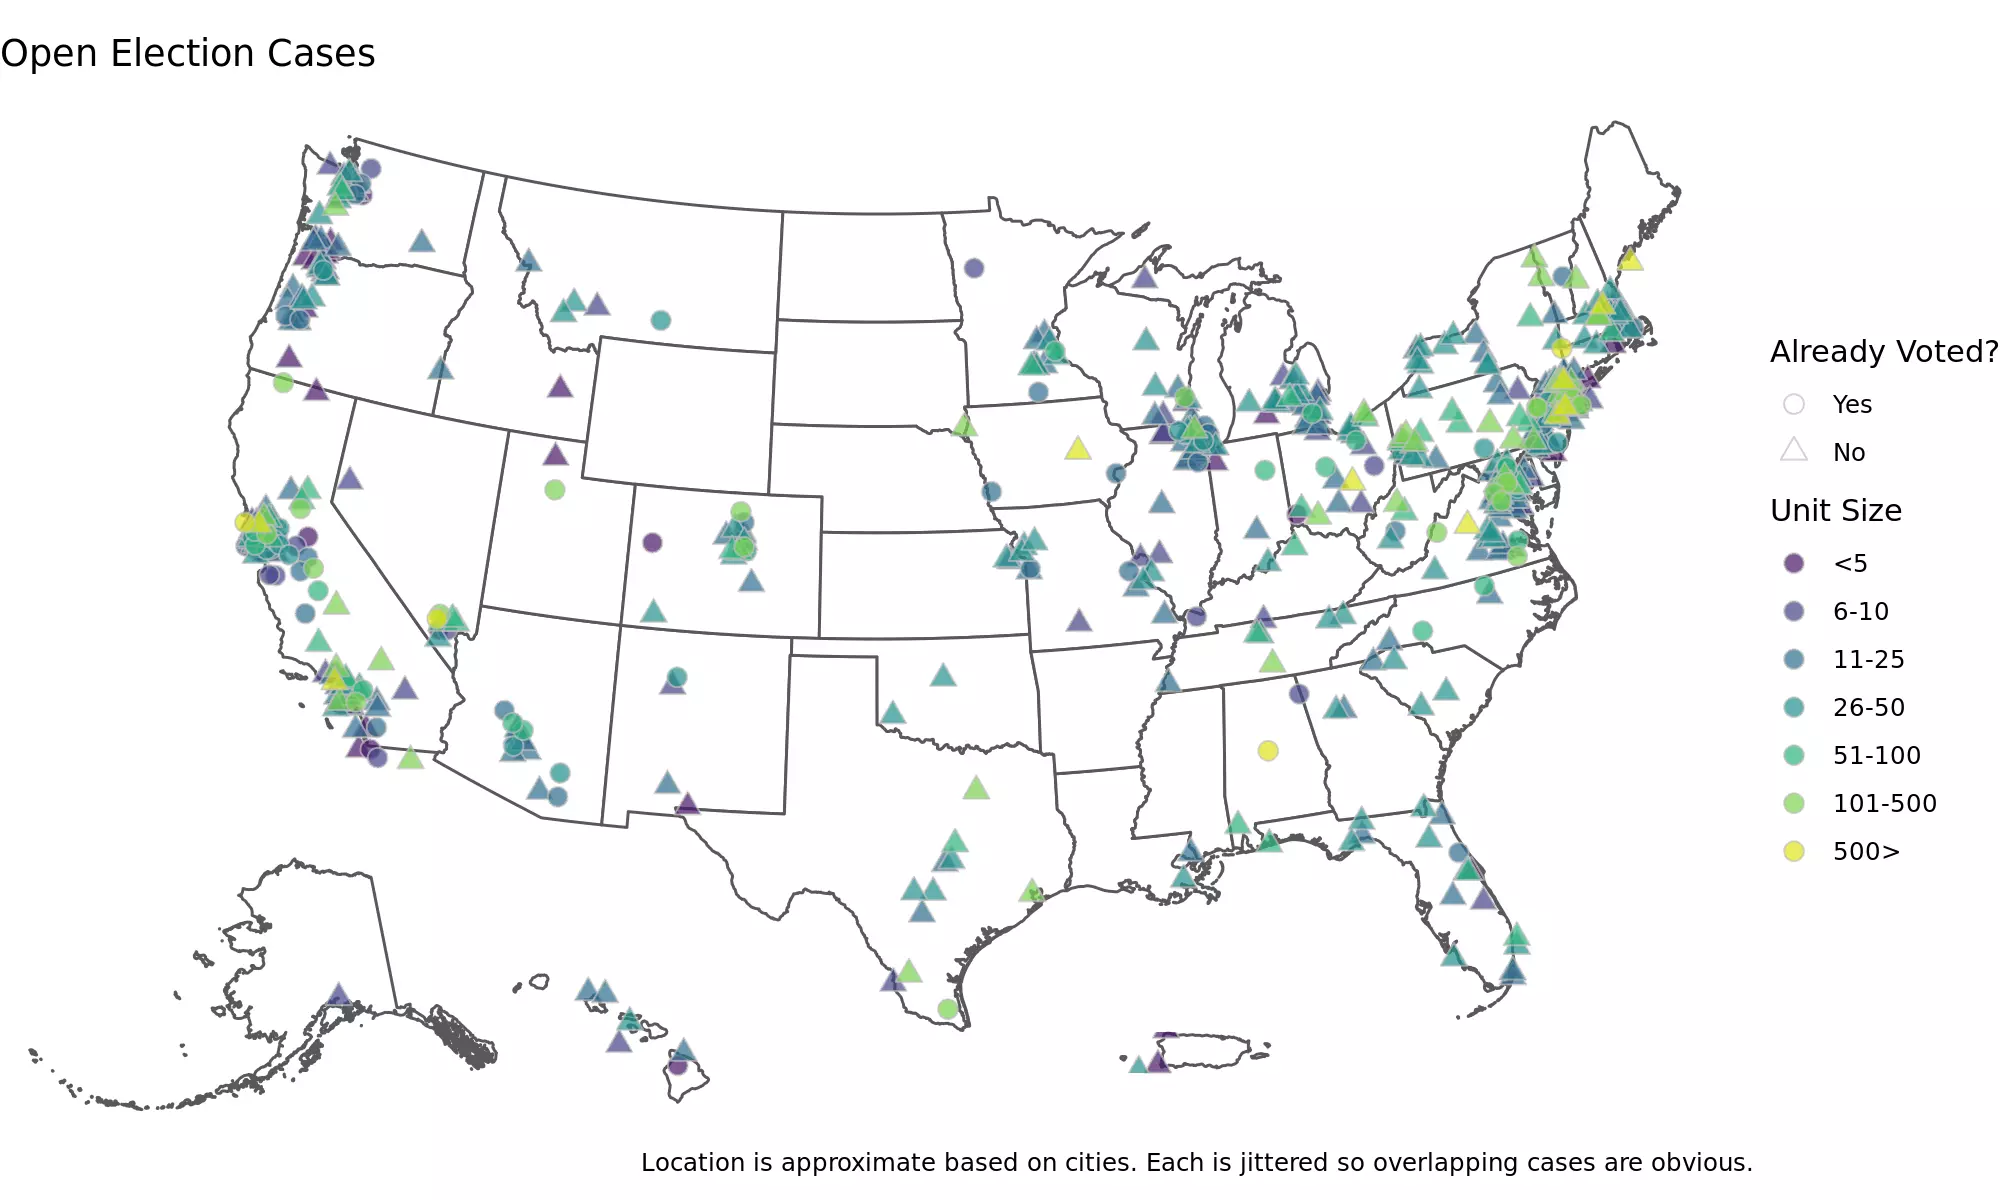 Open Election Cases
Already Voted?
Yes
No
Unit Size
<5
6-10
11-25
26-50
51-100
101-500
500>
Location is approximate based on cities. Each is jittered so overlapping cases are obvious.